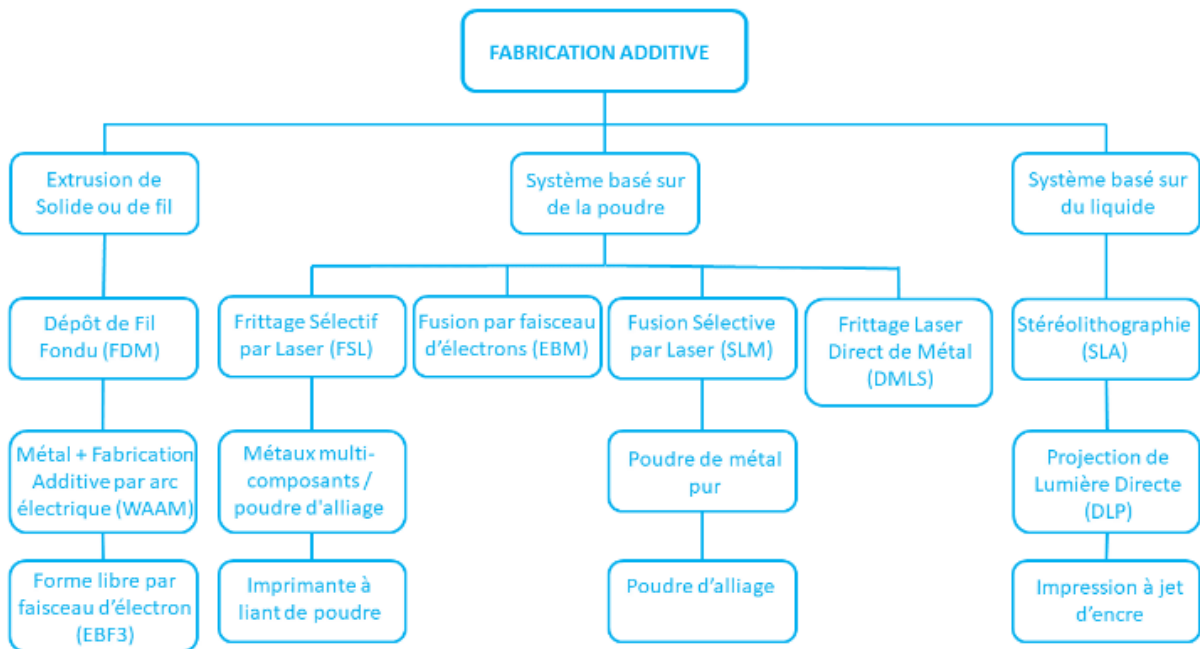 FABRICATION ADDITIVE
Extrusion de
Solide ou de fil
Système basé sur
de la poudre
Système basé sur
du liquide
Dépôt de Fil
Fondu (FDM)
Frittage Sélectif
par Laser (FSL)
Fusion par faisceau
d'électrons (EBM)
Fusion Sélective
par Laser (SLM)
Frittage Laser
Direct de Métal
(DMLS)
Stéréolithographie
(SLA)
Métal + Fabrication
Additive par arc
électrique (WAAM)
Métaux multi-
composants /
poudre d'alliage
Poudre de métal
pur
Projection de
Lumière Directe
(DLP)
Forme libre par
faisceau d'électron
(EBF3)
Imprimante à
liant de poudre
Poudre d'alliage
Impression à jet
d'encre